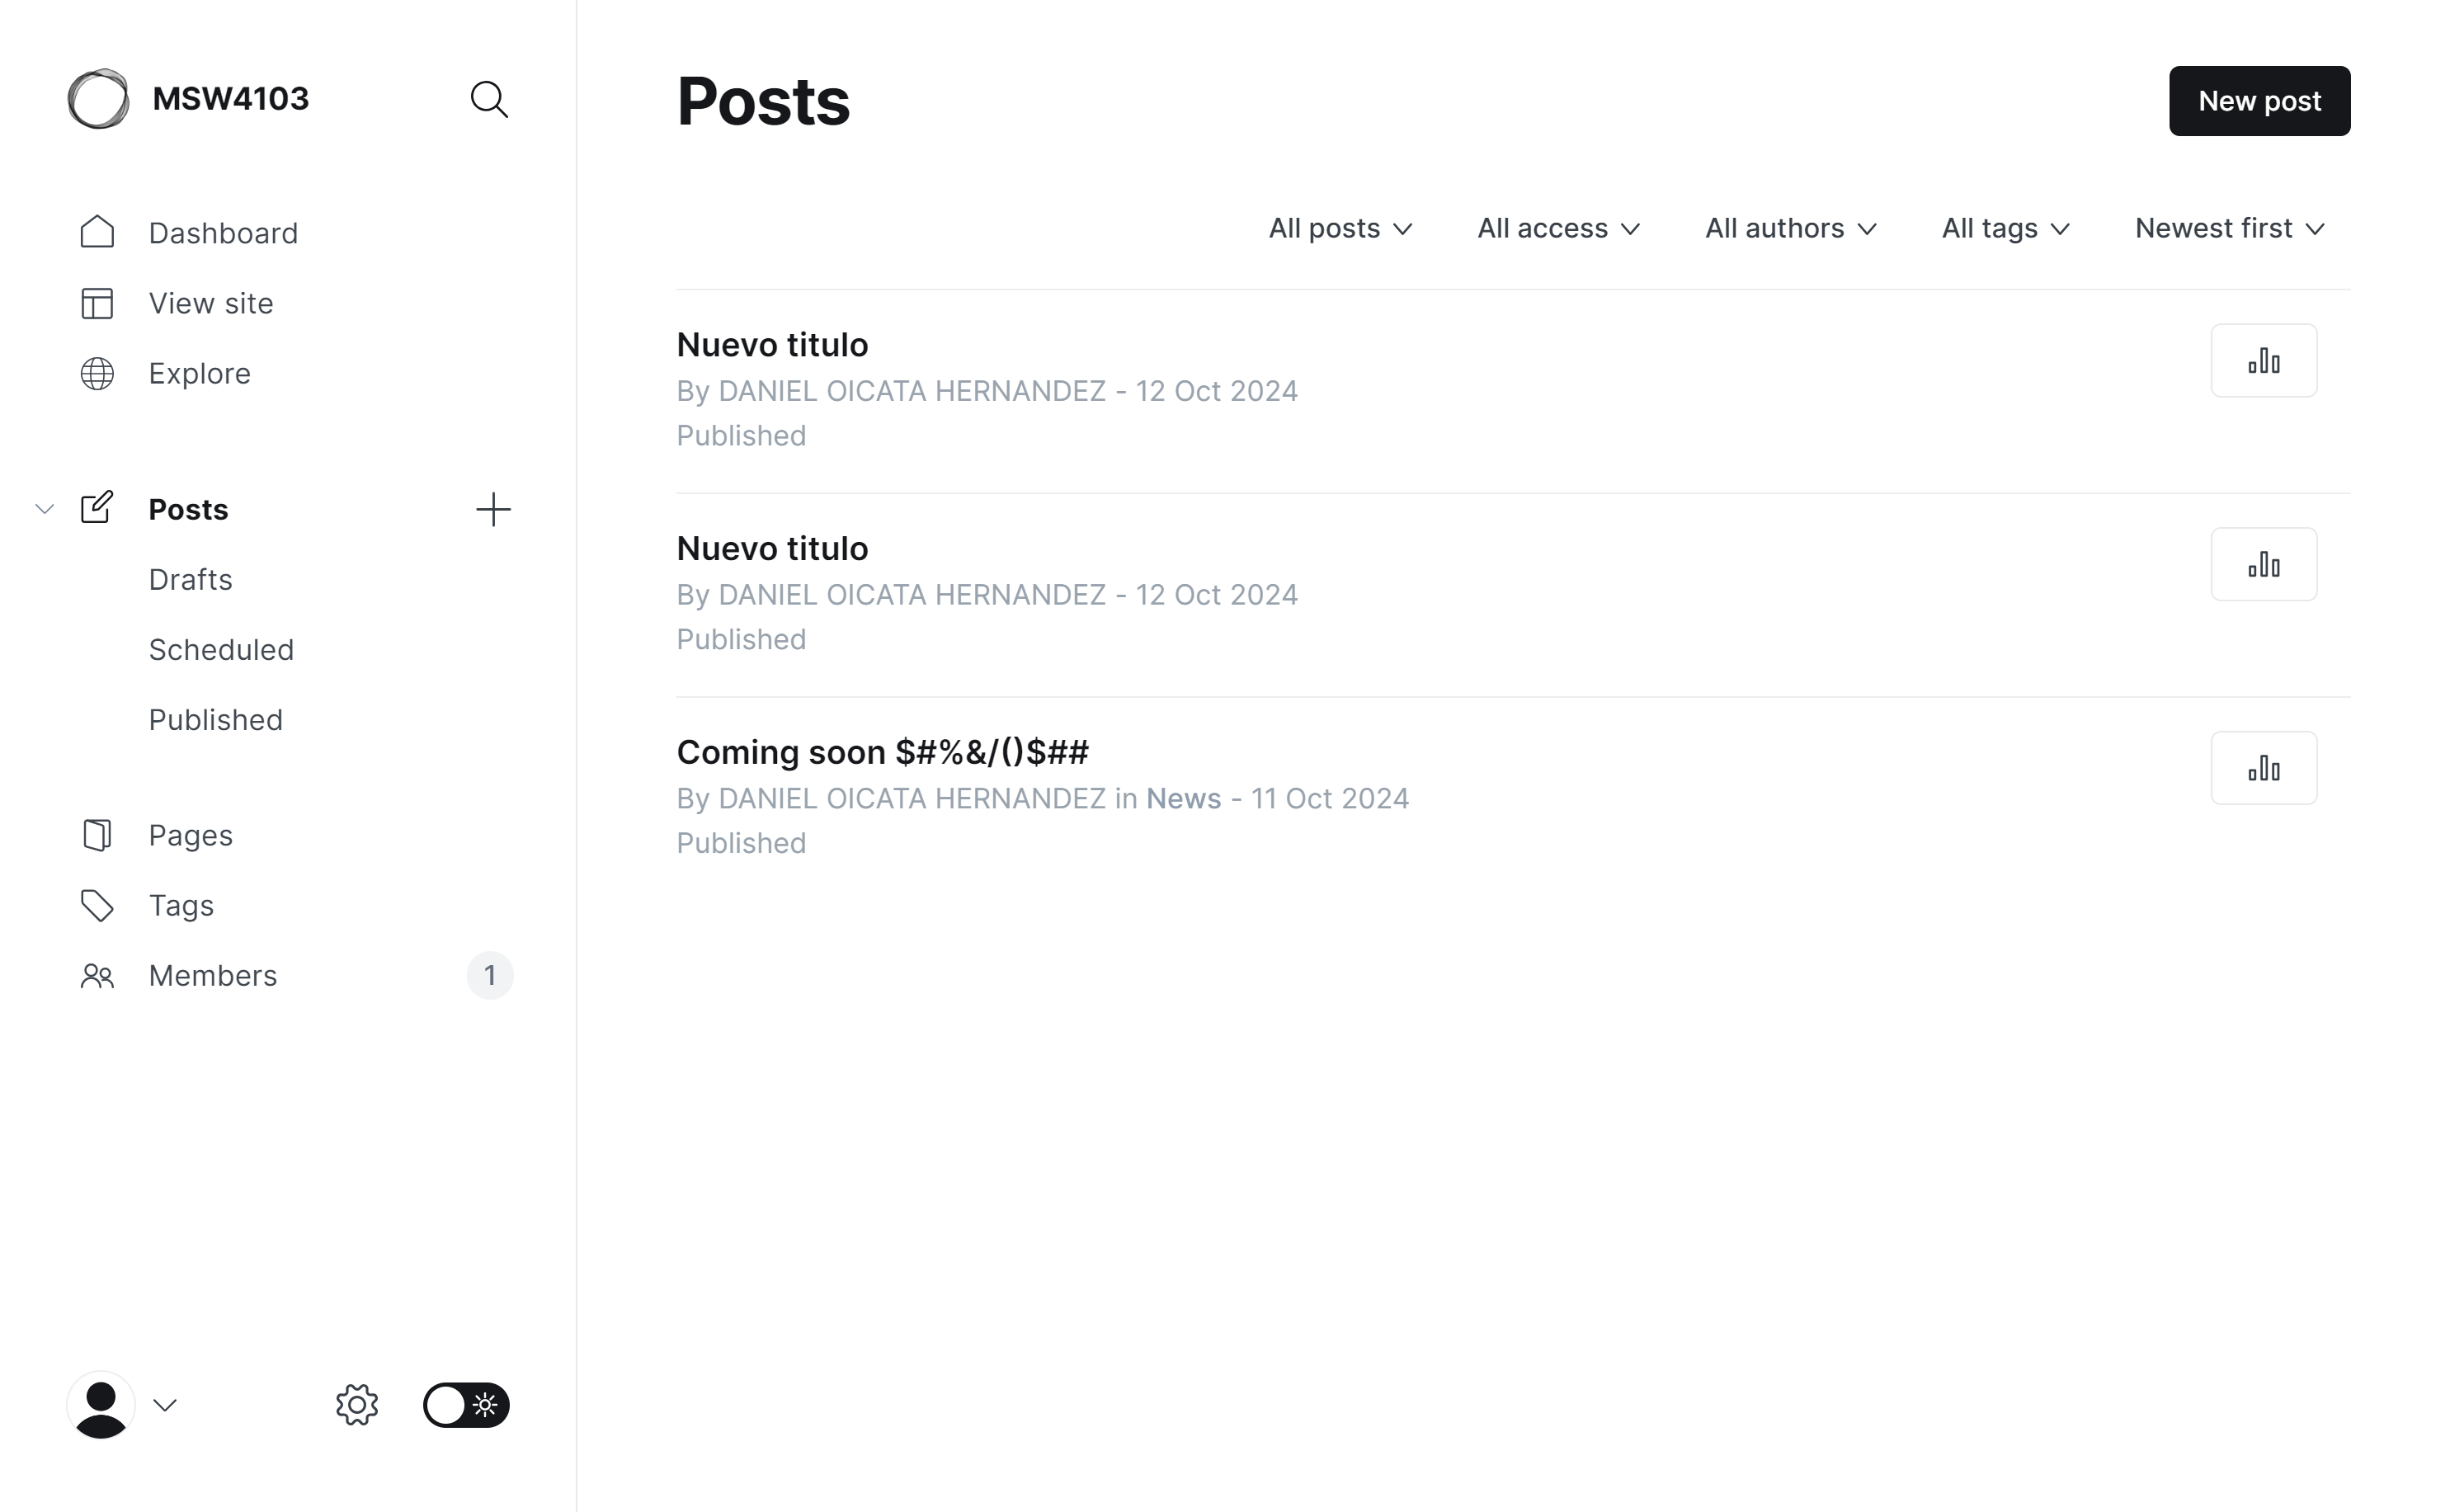 MSW4103
Dashboard
View site
Explore
Posts
Drafts
Scheduled
Published
Pages
Tags
Members 1
Posts
New post
All posts All access All authors All tags Newest first
Nuevo titulo
By DANIEL OICATA HERNANDEZ - 12 Oct 2024
Published
Nuevo titulo
By DANIEL OICATA HERNANDEZ - 12 Oct 2024
Published
Coming soon $#%&/()$##
By DANIEL OICATA HERNANDEZ in News - 11 Oct 2024
Published